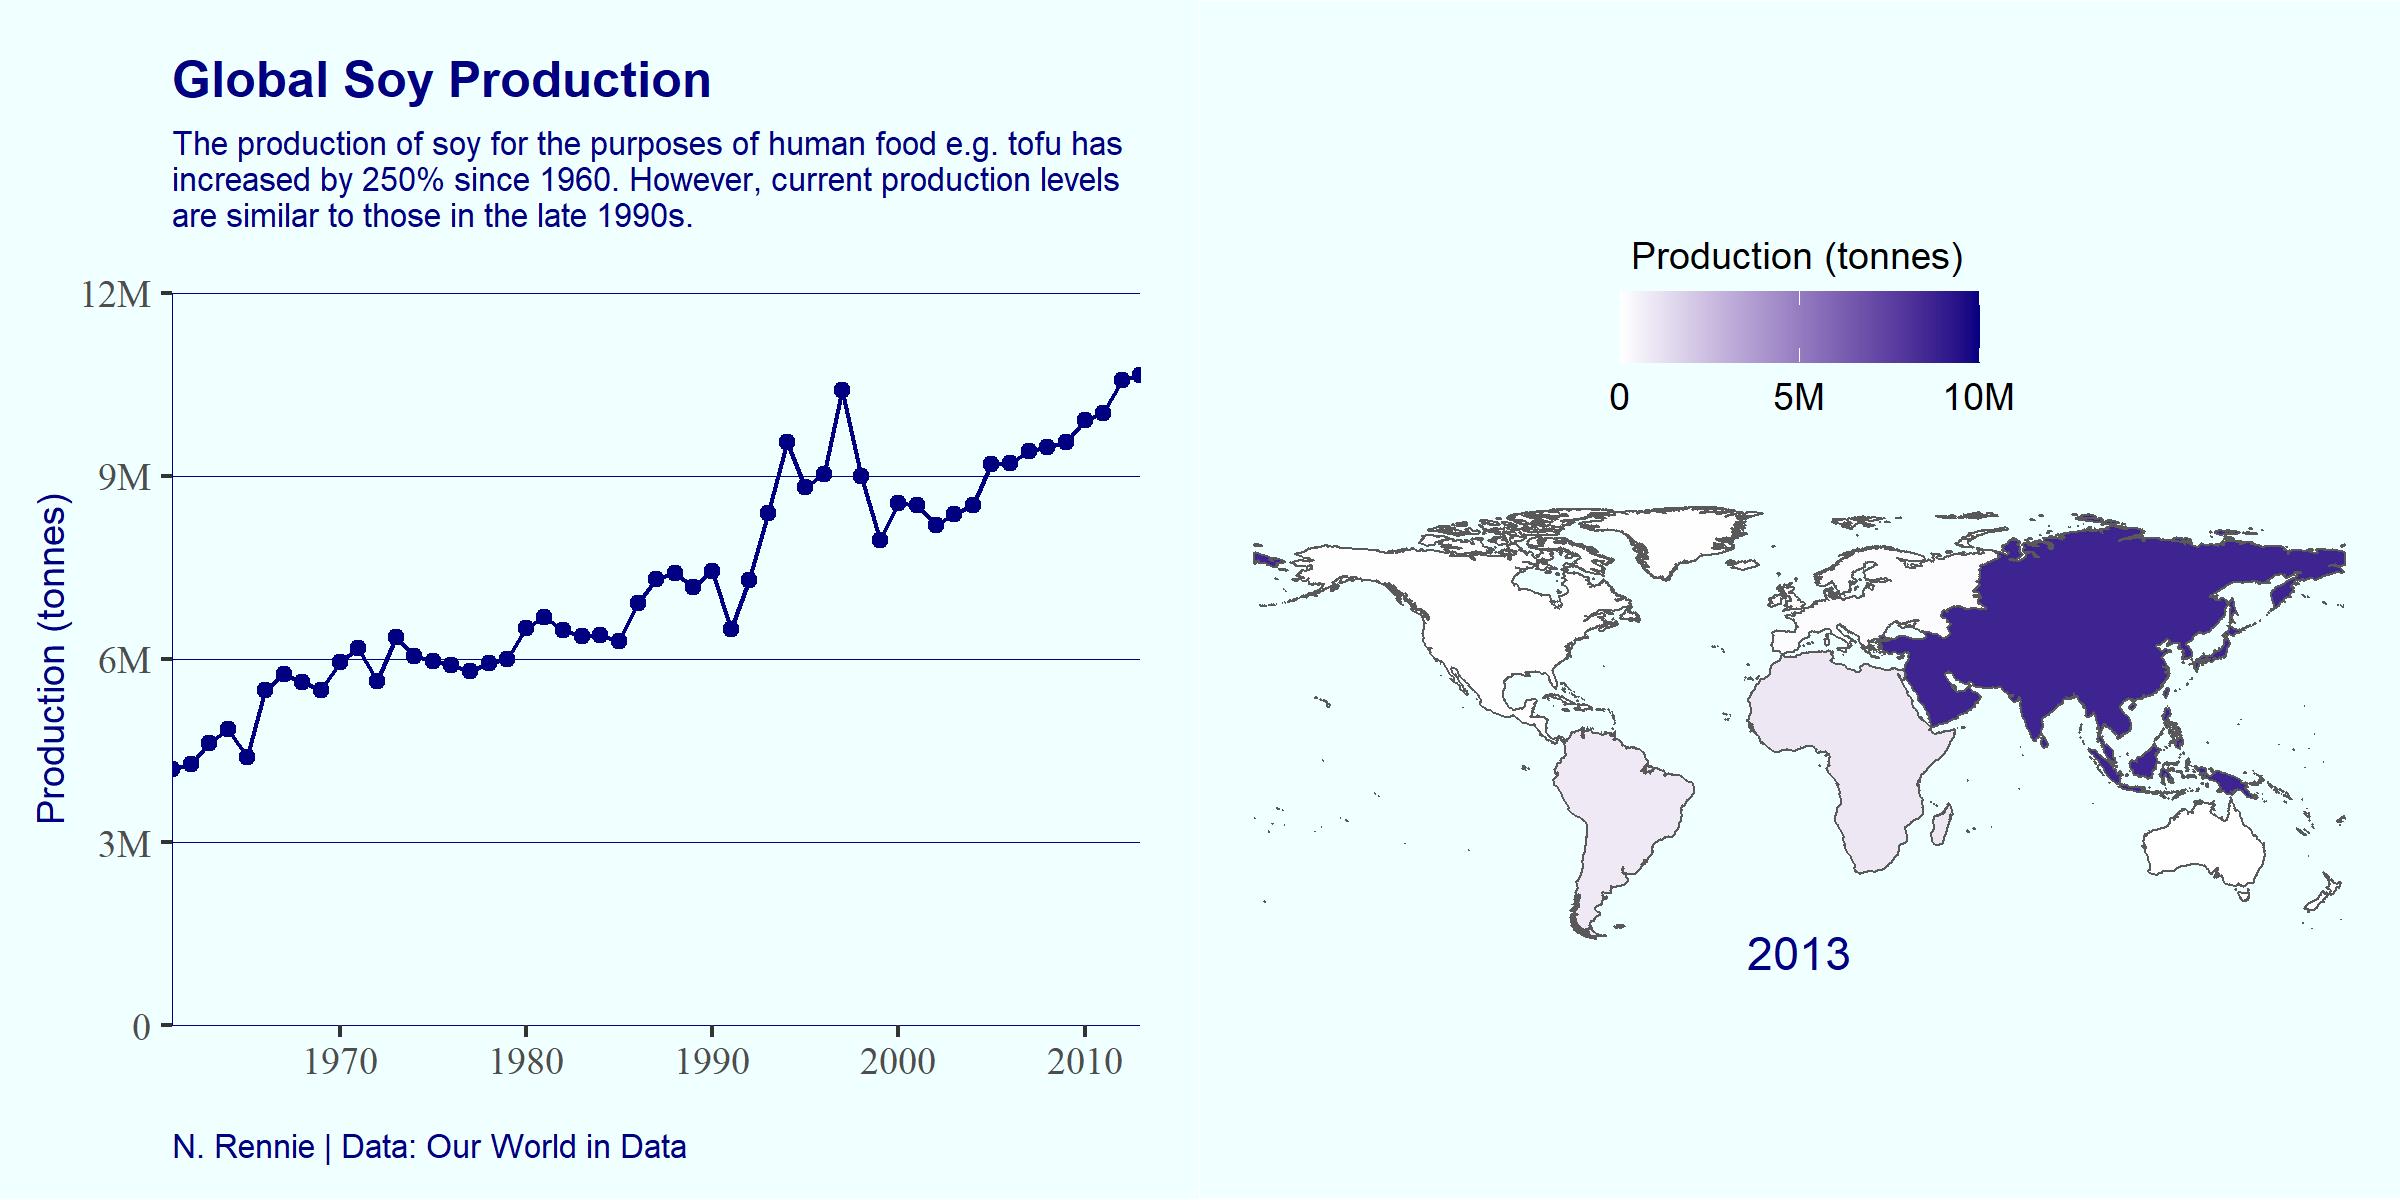 Global Soy Production
The production of soy for the purposes of human food e.g. tofu has
increased by 250% since 1960. However, current production levels
are similar to those in the late 1990s.
12M
9M
6M
3M
0
Production (tonnes)
1970 1980 1990 2000 2010
N. Rennie | Data: Our World in Data
Production (tonnes)
0 5M 10M
2013